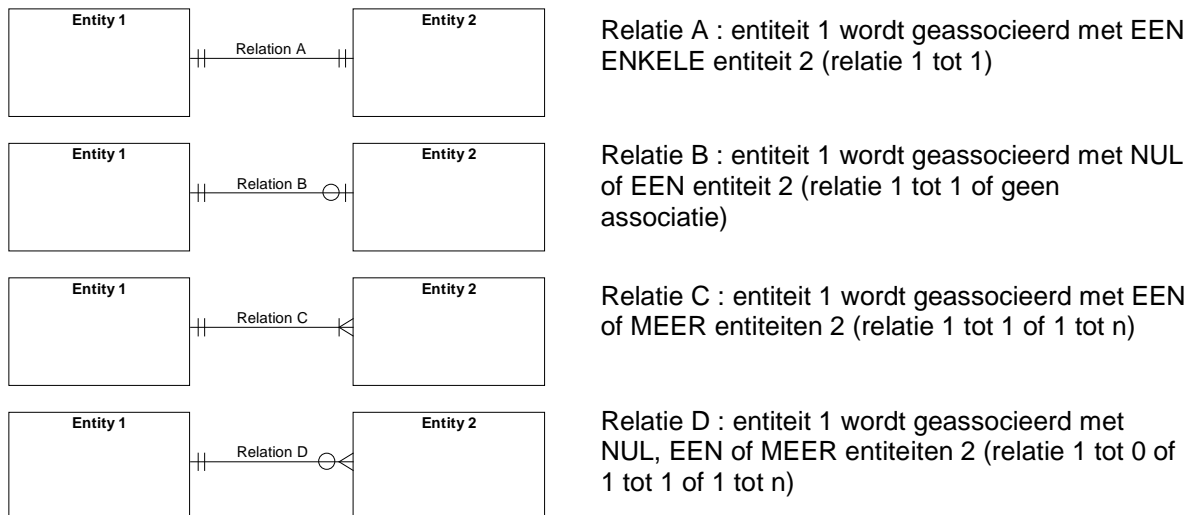 Entity 1
Relation A
Entity 2
Relatie A : entiteit 1 wordt geassocieerd met EEN
ENKELE entiteit 2 (relatie 1 tot 1)
Entity 1
Relation B
Entity 2
Relatie B : entiteit 1 wordt geassocieerd met NUL
of EEN entiteit 2 (relatie 1 tot 1 of geen
associatie)
Entity 1
Relation C
Entity 2
Relatie C : entiteit 1 wordt geassocieerd met EEN
of MEER entiteiten 2 (relatie 1 tot 1 of 1 tot n)
Entity 1
Relation D
Entity 2
Relatie D : entiteit 1 wordt geassocieerd met
NUL, EEN of MEER entiteiten 2 (relatie 1 tot 0 of
1 tot 1 of 1 tot n)